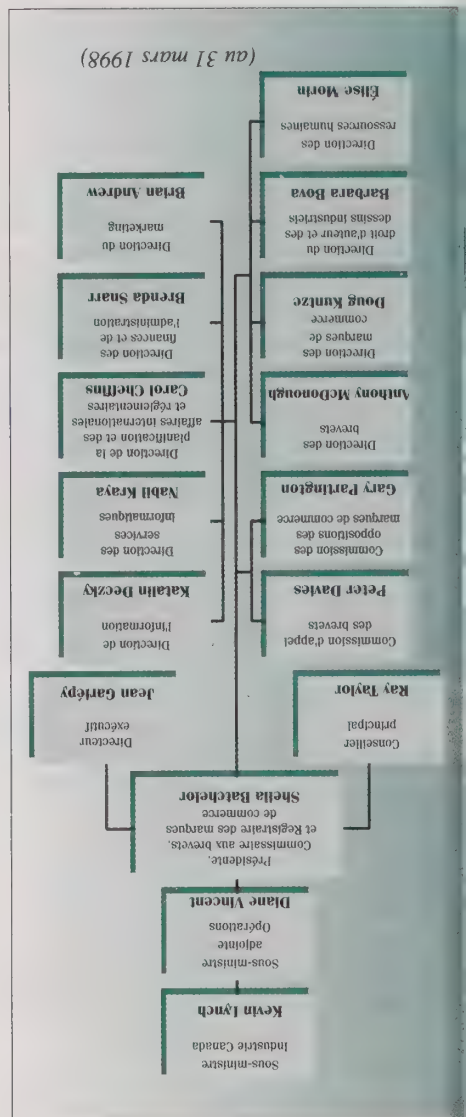 Sous-ministre
Industrie Canada
Kevin Lynch
Sous-ministre
adjointe
Opérations
Diane Vincent
Présidente,
Commissaire aux brevets,
et Registraire des marques
de commerce
Sheila Batchelor
Conseiller
principal
Ray Taylor
Directeur
exécutif
Jean Gariépy
Commission d'appel
des brevets
Peter Davies
Direction de
l'information
Katalin Deczky
Commission des
oppositions des
marques de commerce
Gary Partington
Direction des
services
informatiques
Nabil Kraya
Direction des
brevets
Anthony McDonough
Direction de la
planification et des
affaires internationales
et réglementaires
Carol Cheffins
Direction des
marques de
commerce
Doug Kuntze
Direction des
finances et de
l'administration
Brenda Snarr
Direction du
droit d'auteur et des
dessins industriels
Barbara Bova
Direction du
marketing
Brian Andrew
Direction des
ressources humaines
Élise Morin
(au 31 mars 1998)